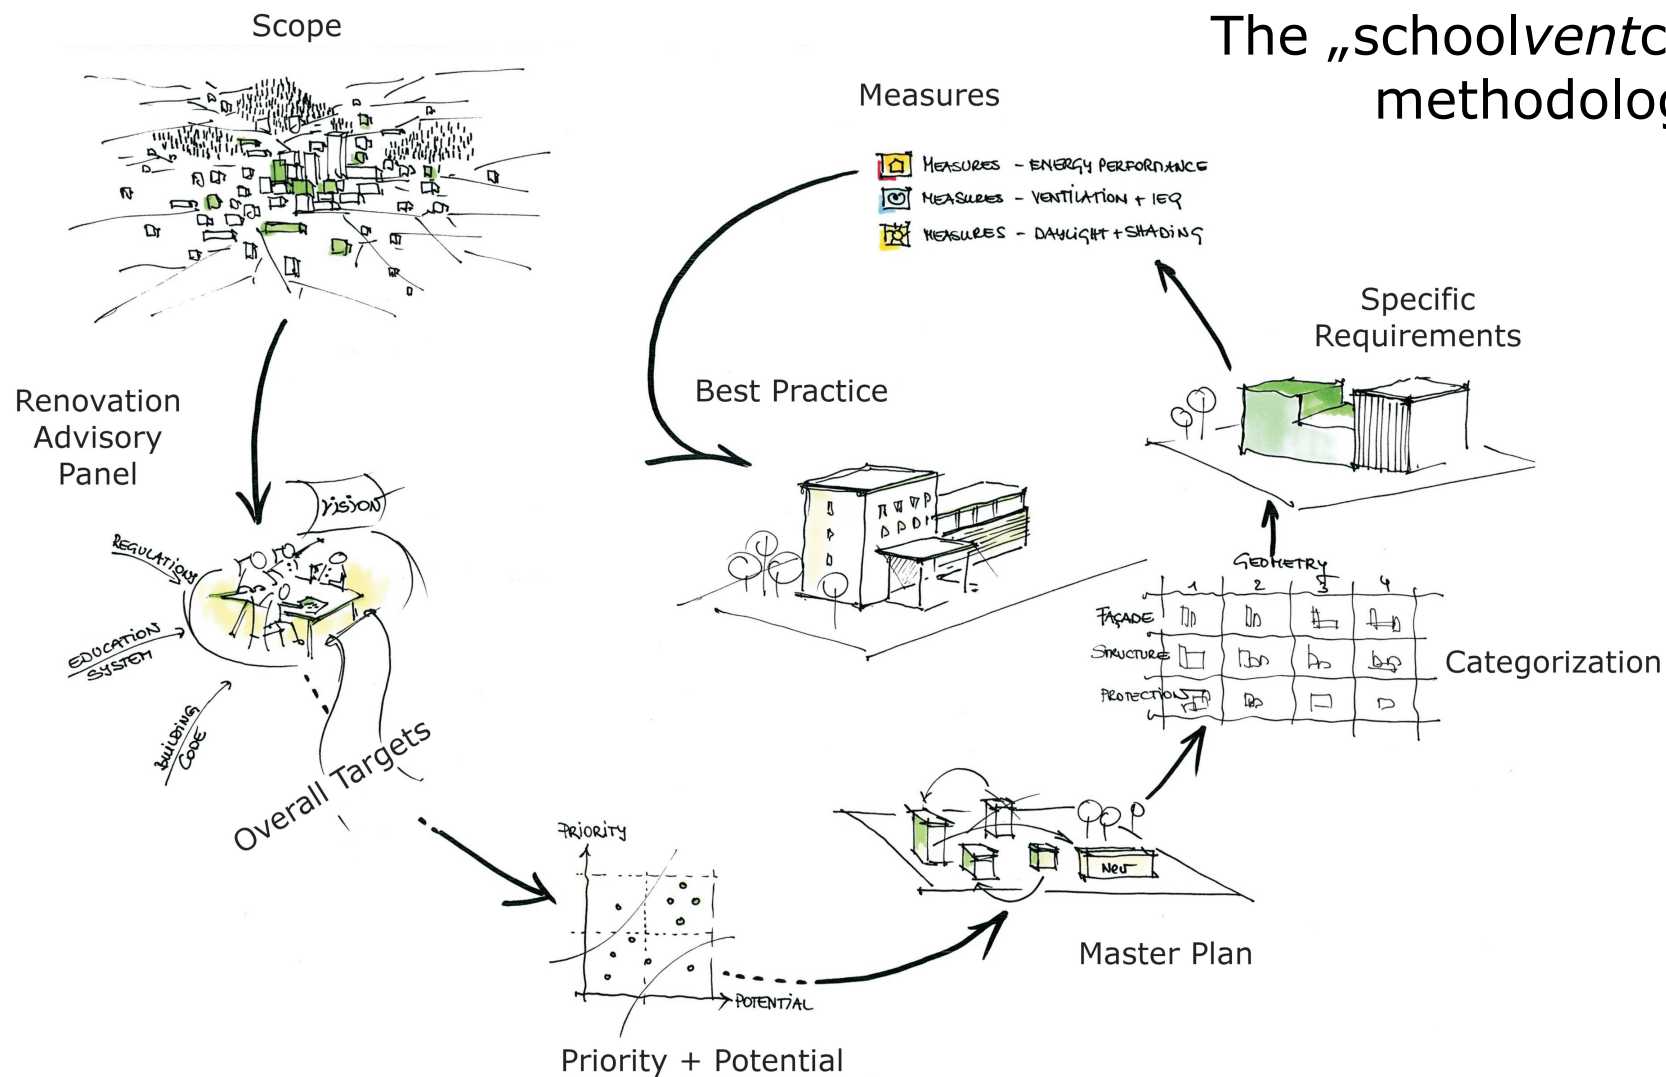 Scope
The „schoolventc
methodolog
Measures
MEASURES - ENERGY PERFORMANCE
MEASURES - VENTILATION + IEQ
MEASURES - DAYLIGHT + SHADING
Specific
Requirements
Best Practice
Renovation
Advisory
Panel
VISION
REGULATIONS
EDUCATION
SYSTEM
BUILDING
CODE
Overall Targets
GEOMETRY
1 2 3 4
FAÇADE
STRUCTURE
PROTECTION
Categorization
PRIORITY
POTENTIAL
Priority + Potential
Master Plan